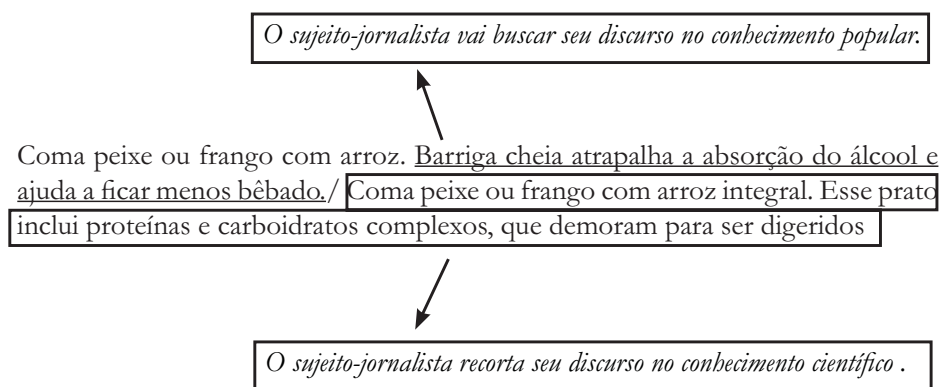 O sujeito-jornalista vai buscar seu discurso no conhecimento popular.
Coma peixe ou frango com arroz. Barriga cheia atrapalha a absorção do álcool e
ajuda a ficar menos bêbado./ Coma peixe ou frango com arroz integral. Esse prato
inclui proteínas e carboidratos complexos, que demoram para ser digeridos
O sujeito-jornalista recorta seu discurso no conhecimento científico .